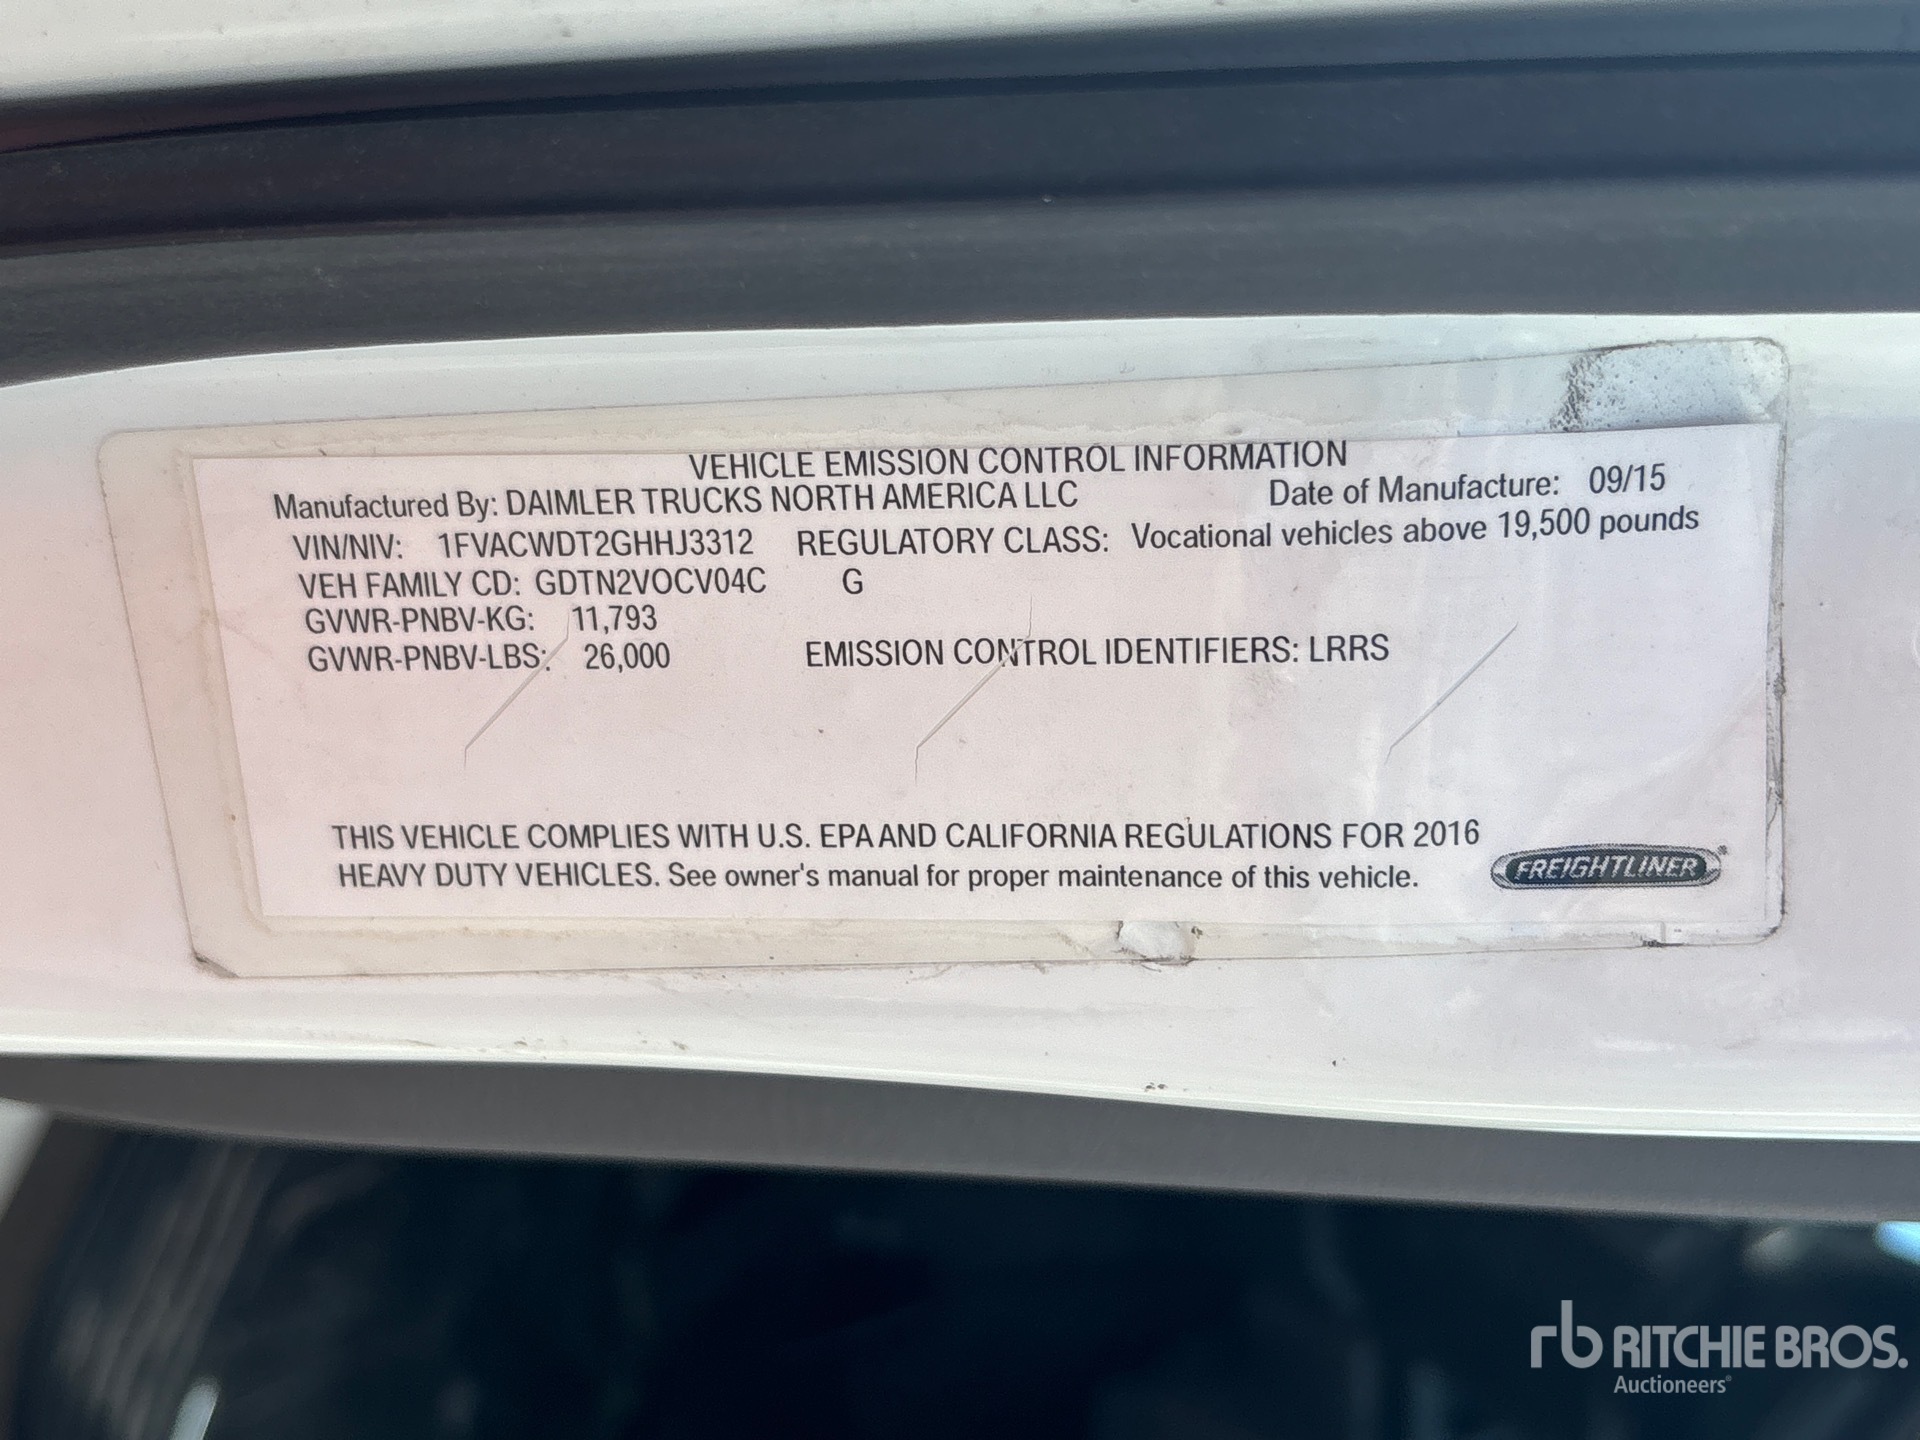 VEHICLE EMISSION CONTROL INFORMATION
Manufactured By: DAIMLER TRUCKS NORTH AMERICA LLC Date of Manufacture: 09/15
VIN/NIV: 1FVACWDT2GHHJ3312 REGULATORY CLASS: Vocational vehicles above 19,500 pounds
VEH FAMILY CD: GDTN2VOCV04C G
GVWR-PNBV-KG: 11,793
GVWR-PNBV-LBS: 26,000 EMISSION CONTROL IDENTIFIERS: LRRS
THIS VEHICLE COMPLIES WITH U.S. EPA AND CALIFORNIA REGULATIONS FOR 2016
HEAVY DUTY VEHICLES. See owner's manual for proper maintenance of this vehicle.
FREIGHTLINER®
rb RITCHIE BROS.
Auctioneers®